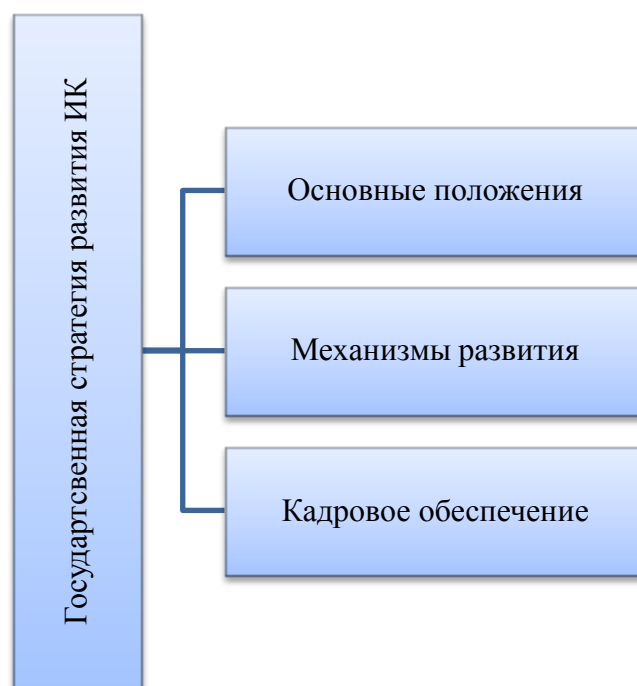 Государтсвенная стратегия развития ИК
Основные положения
Механизмы развития
Кадровое обеспечение